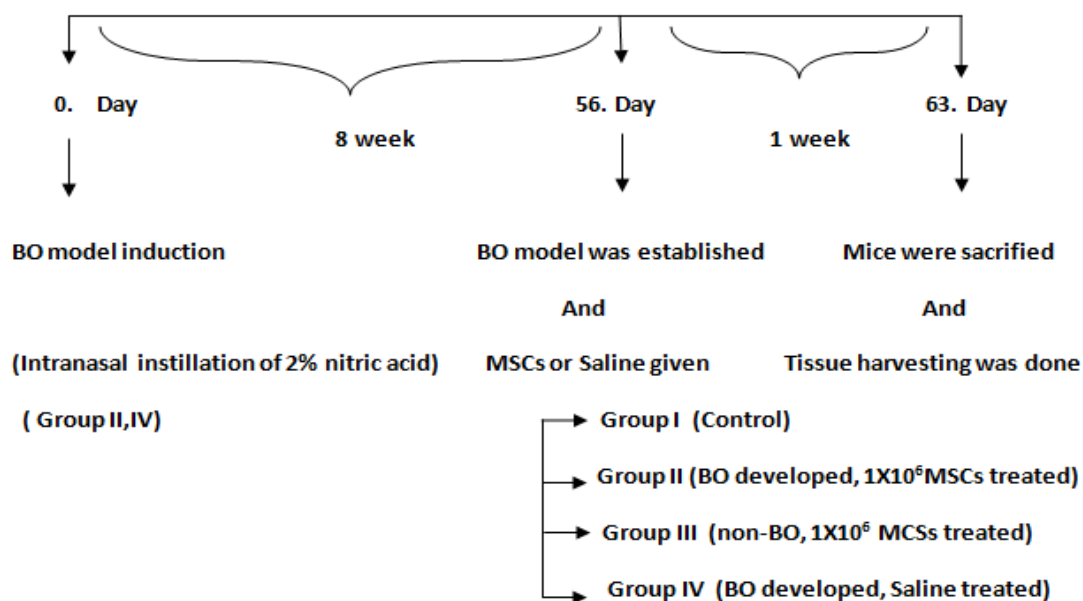 0. Day 56. Day 63. Day
8 week 1 week
BO model induction BO model was established Mice were sacrified
And And
(Intranasal instillation of 2% nitric acid) MSCs or Saline given Tissue harvesting was done
( Group II,IV) Group I (Control)
Group II (BO developed, 1X10⁶MSCs treated)
Group III (non-BO, 1X10⁶ MCSs treated)
Group IV (BO developed, Saline treated)